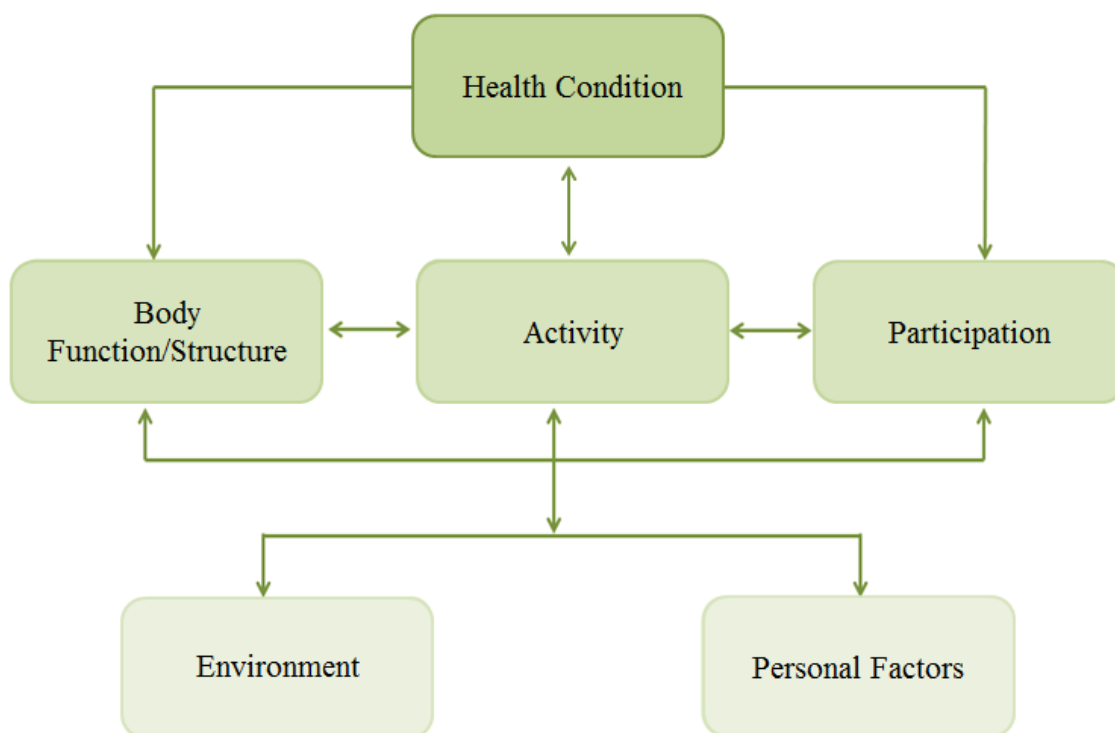 Health Condition
Body
Function/Structure
Activity
Participation
Environment
Personal Factors